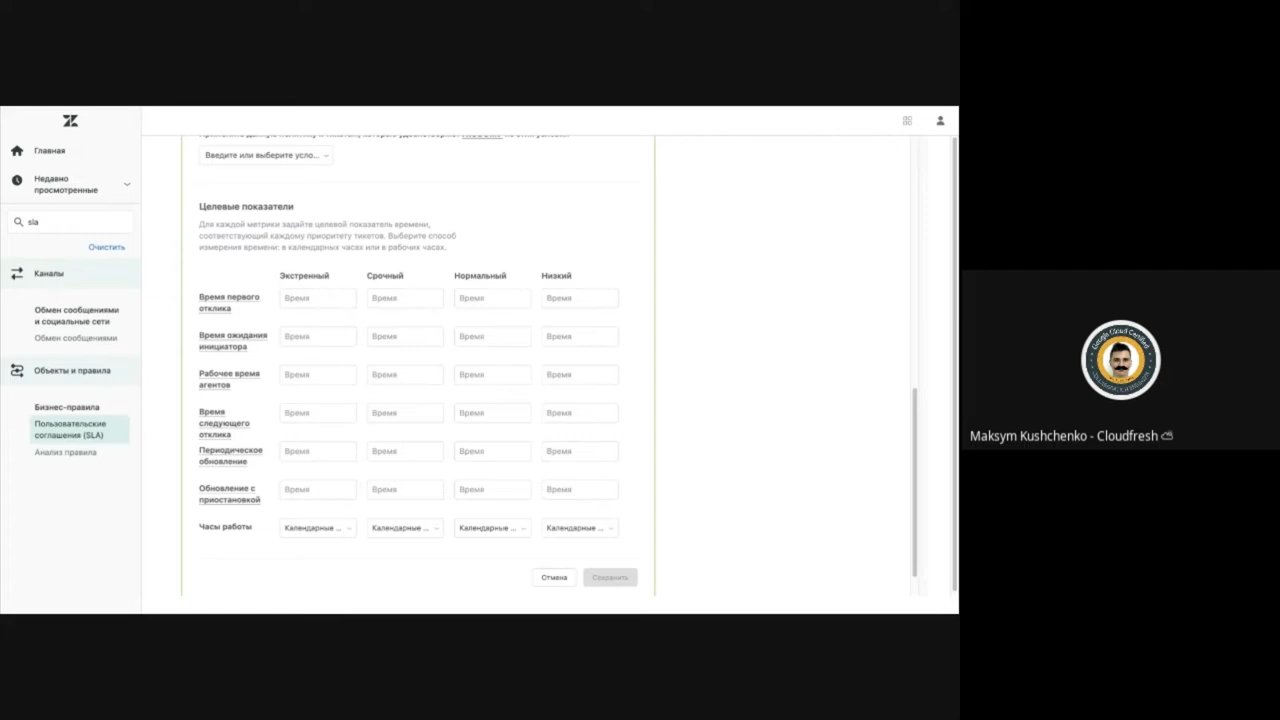 Главная
Недавно
просмотренные
sla
Очистить
Каналы
Обмен сообщениями
и социальные сети
Обмен сообщениями
Объекты и правила
Бизнес-правила
Пользовательские
соглашения (SLA)
Анализ правила
Введите или выберите усло...
Целевые показатели
Для каждой метрики задайте целевой показатель времени,
соответствующий каждому приоритету тикетов. Выберите способ
измерения времени: в календарных часах или в рабочих часах.
Экстренный Срочный Нормальный Низкий
Время первого
отклика
Время Время Время Время
Время ожидания
инициатора
Время Время Время Время
Рабочее время
агентов
Время Время Время Время
Время
следующего
отклика
Время Время Время Время
Периодическое
обновление
Время Время Время Время
Обновление с
приостановкой
Время Время Время Время
Часы работы Календарные ... Календарные ... Календарные ... Календарные ...
Отмена Сохранить
Maksym Kushchenko - Cloudfresh